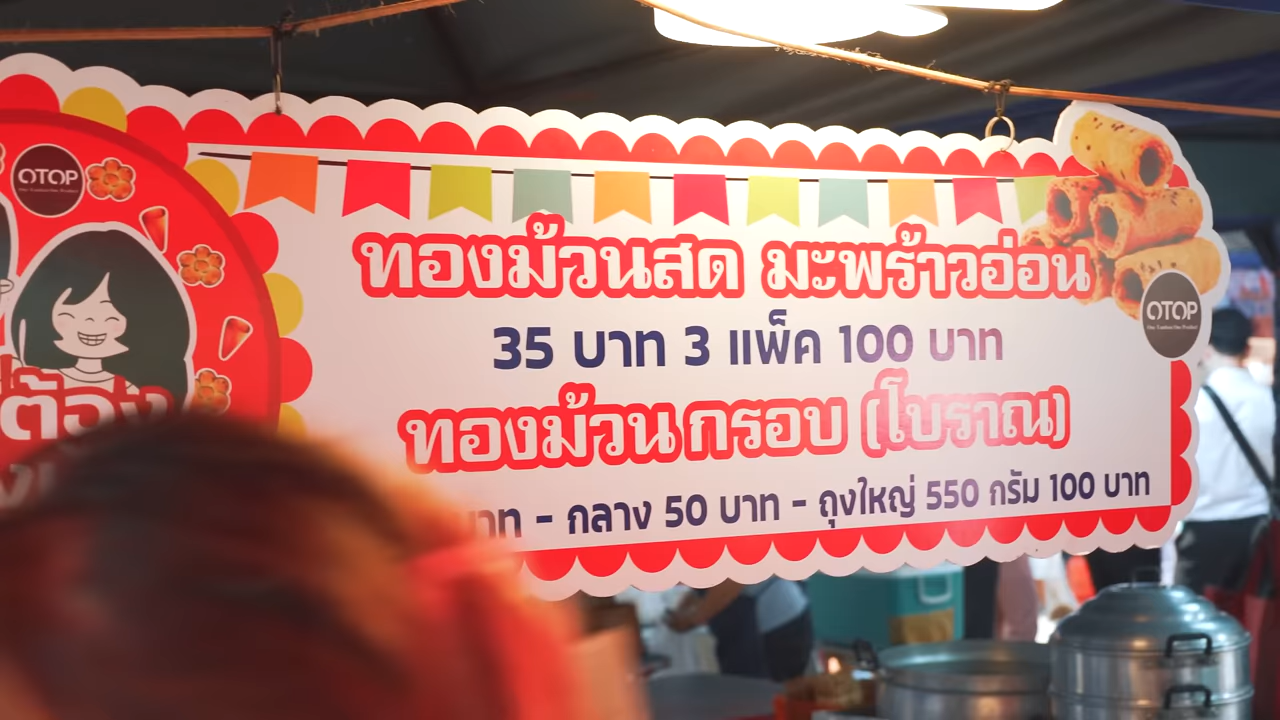 OTOP
ทองม้วนสด มะพร้าวอ่อน
OTOP
35 บาท 3 แพ็ค 100 บาท
ทองม้วนกรอบ (โบราณ)
- กลาง 50 บาท - ถุงใหญ่ 550 กรัม 100 บาท
ต้อง